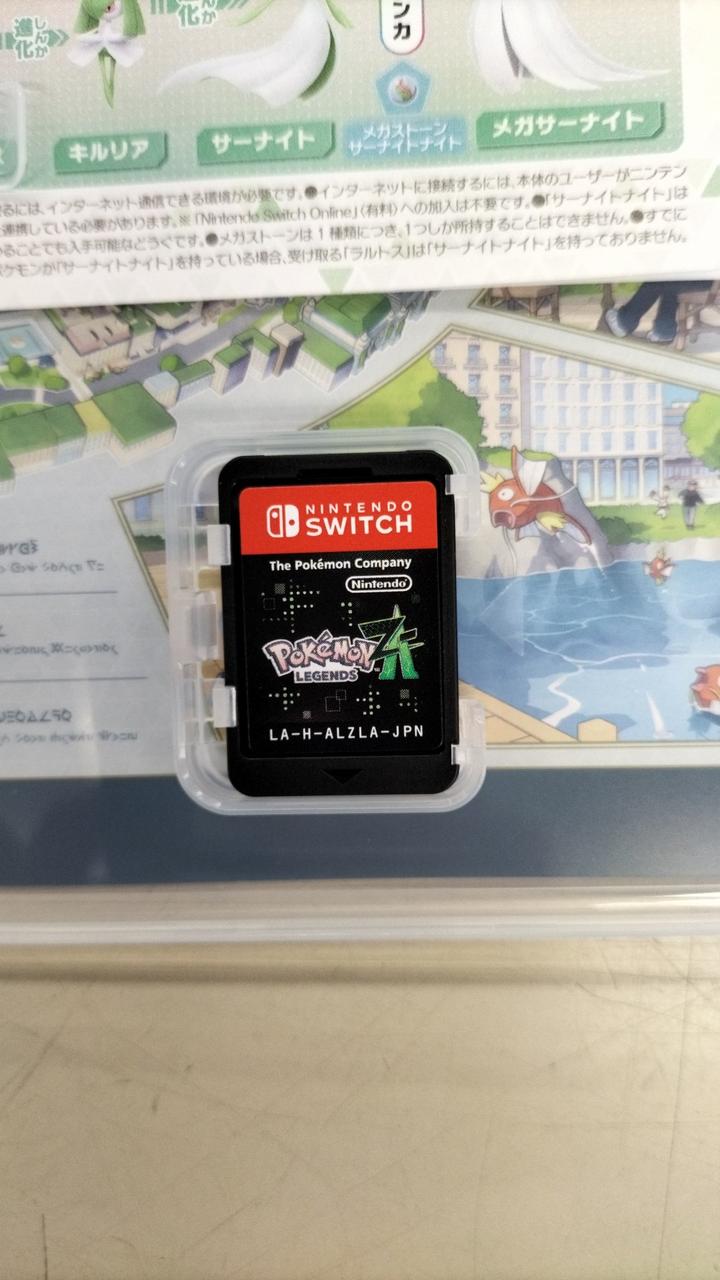 しんか
進化
進化
ンカ
キルリア
サーナイト
メガストーン
サーナイトナイト
メガサーナイト
るには、インターネット通信できる環境が必要です。●インターネットに接続するには、本体のユーザーがニンテン
連携している必要があります。※「Nintendo Switch Online」(有料)への加入は不要です。●「サーナイトナイト」は
ることでも入手可能などうぐです。●メガストーンは1種類につき、1つしか所持することはできません。●すでに
ポケモンが「サーナイトナイト」を持っている場合、受け取る「ラルトス」は「サーナイトナイト」を持っておりません。
NINTENDO
SWITCH
The Pokémon Company
Nintendo
POKéMON
LEGENDS
ZA
LA-H-ALZLA-JPN